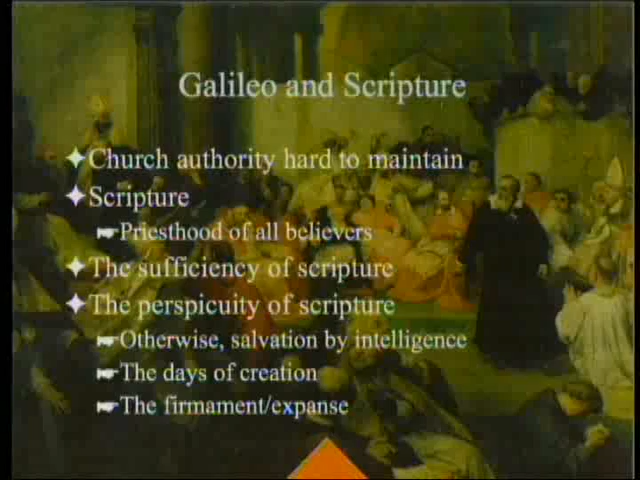 Galileo and Scripture
Church authority hard to maintain
Scripture
Priesthood of all believers
The sufficiency of scripture
The perspicuity of scripture
Otherwise, salvation by intelligence
The days of creation
The firmament/expanse